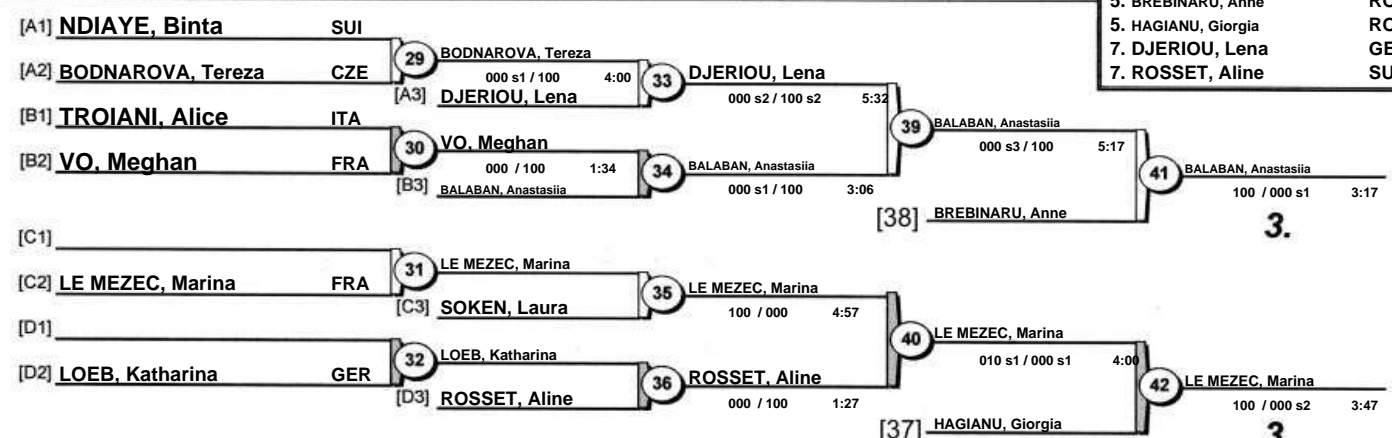 5. BREBINARU, Anne RO
5. HAGIANU, Giorgia RO
7. DJERIOU, Lena GE
7. ROSSET, Aline SU
[A1] NDIAYE, Binta SUI
29
BODNAROVA, Tereza
000 s1 / 100 4:00
[A2] BODNAROVA, Tereza CZE
[A3] DJERIOU, Lena
33
DJERIOU, Lena
000 s2 / 100 s2 5:32
[B1] TROIANI, Alice ITA
30
VO, Meghan
000 / 100 1:34
[B2] VO, Meghan FRA
[B3] BALABAN, Anastasiia
34
BALABAN, Anastasiia
000 s1 / 100 3:06
39
BALABAN, Anastasiia
000 s3 / 100 5:17
[38] BREBINARU, Anne
41
BALABAN, Anastasiia
100 / 000 s1 3:17
3.
[C1]
31
LE MEZEC, Marina
[C2] LE MEZEC, Marina FRA
[C3] SOKEN, Laura
35
LE MEZEC, Marina
100 / 000 4:57
[D1]
32
LOEB, Katharina
[D2] LOEB, Katharina GER
[D3] ROSSET, Aline
36
ROSSET, Aline
000 / 100 1:27
40
LE MEZEC, Marina
010 s1 / 000 s1 4:00
[37] HAGIANU, Giorgia
42
LE MEZEC, Marina
100 / 000 s2 3:47
3